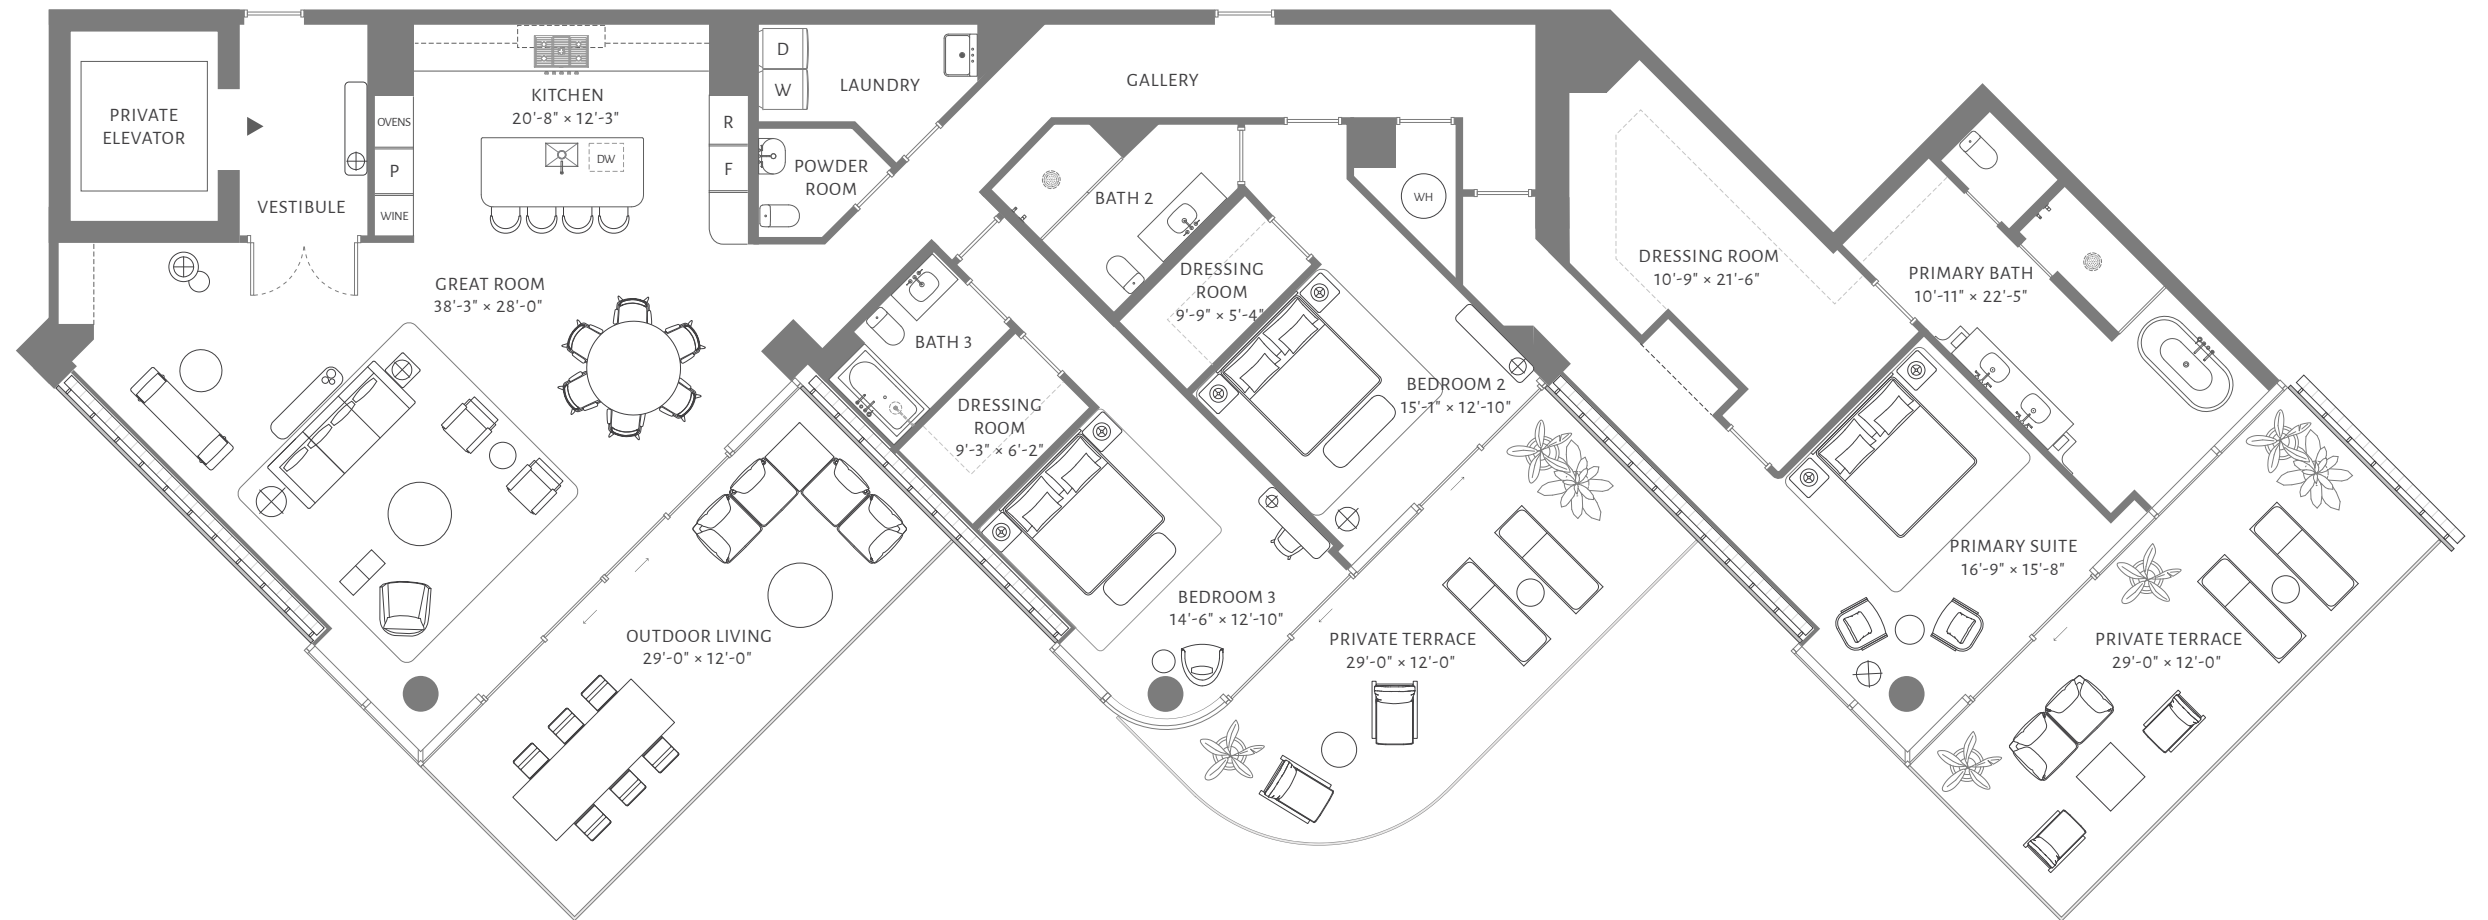 PRIVATE
ELEVATOR
VESTIBULE
OVENS
P
WINE
KITCHEN
20'-8" × 12'-3"
DW
R
F
D
W
LAUNDRY
POWDER
ROOM
GALLERY
GREAT ROOM
38'-3" × 28'-0"
OUTDOOR LIVING
29'-0" × 12'-0"
BATH 3
DRESSING
ROOM
9'-3" × 6'-2"
BEDROOM 3
14'-6" × 12'-10"
BATH 2
DRESSING
ROOM
9'-9" × 5'-4"
WH
BEDROOM 2
15'-1" × 12'-10"
PRIVATE TERRACE
29'-0" × 12'-0"
DRESSING ROOM
10'-9" × 21'-6"
PRIMARY BATH
10'-11" × 22'-5"
PRIMARY SUITE
16'-9" × 15'-8"
PRIVATE TERRACE
29'-0" × 12'-0"